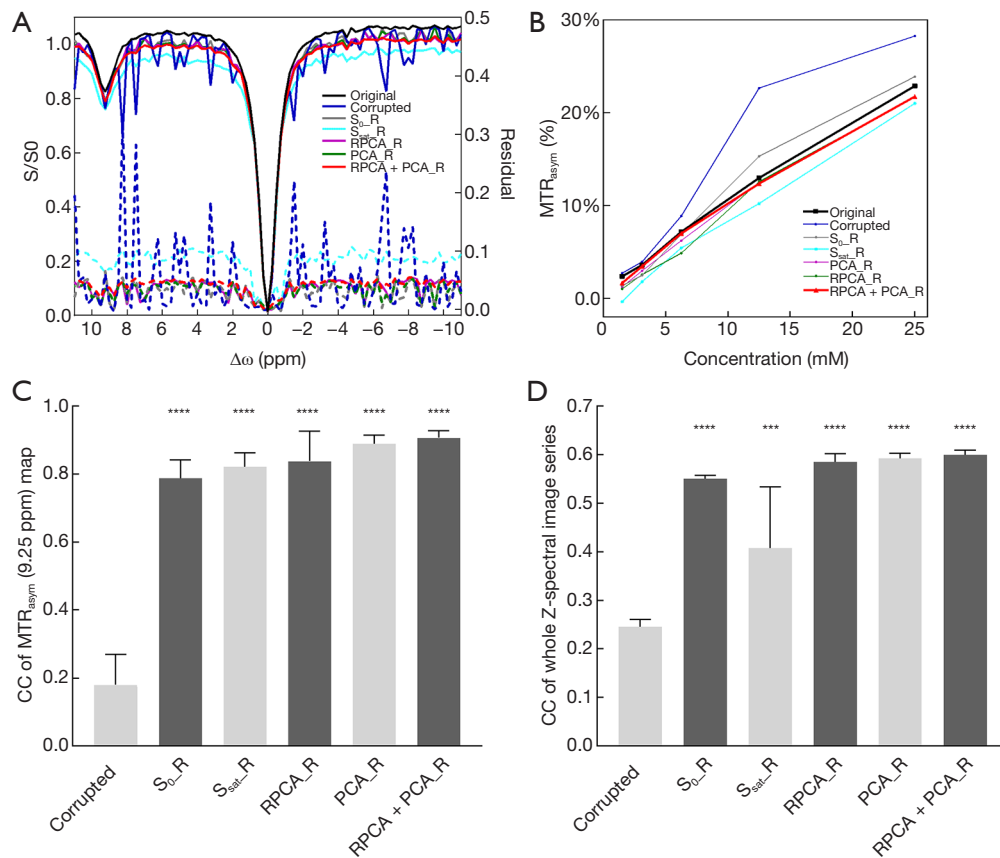 A
S/S0
1.0
0.8
0.6
0.4
0.2
0.0
10 8 6 4 2 0 −2 −4 −6 −8 −10
Δω (ppm)
0.5
0.4
0.3
0.2
0.1
0.0
Residual
Original
Corrupted
S0_R
Ssat_R
RPCA_R
PCA_R
RPCA + PCA_R
B
MTRasym (%)
30%
20%
10%
0.0
0 5 10 15 20 25
Concentration (mM)
Original
Corrupted
S0_R
Ssat_R
PCA_R
RPCA_R
RPCA + PCA_R
C
CC of MTRasym (9.25 ppm) map
1.0
0.8
0.6
0.4
0.2
0.0
**** **** **** **** ****
Corrupted
S0_R
Ssat_R
RPCA_R
PCA_R
RPCA + PCA_R
D
CC of whole Z-spectral image series
0.7
0.6
0.5
0.4
0.3
0.2
0.1
0.0
**** *** **** **** ****
Corrupted
S0_R
Ssat_R
RPCA_R
PCA_R
RPCA + PCA_R